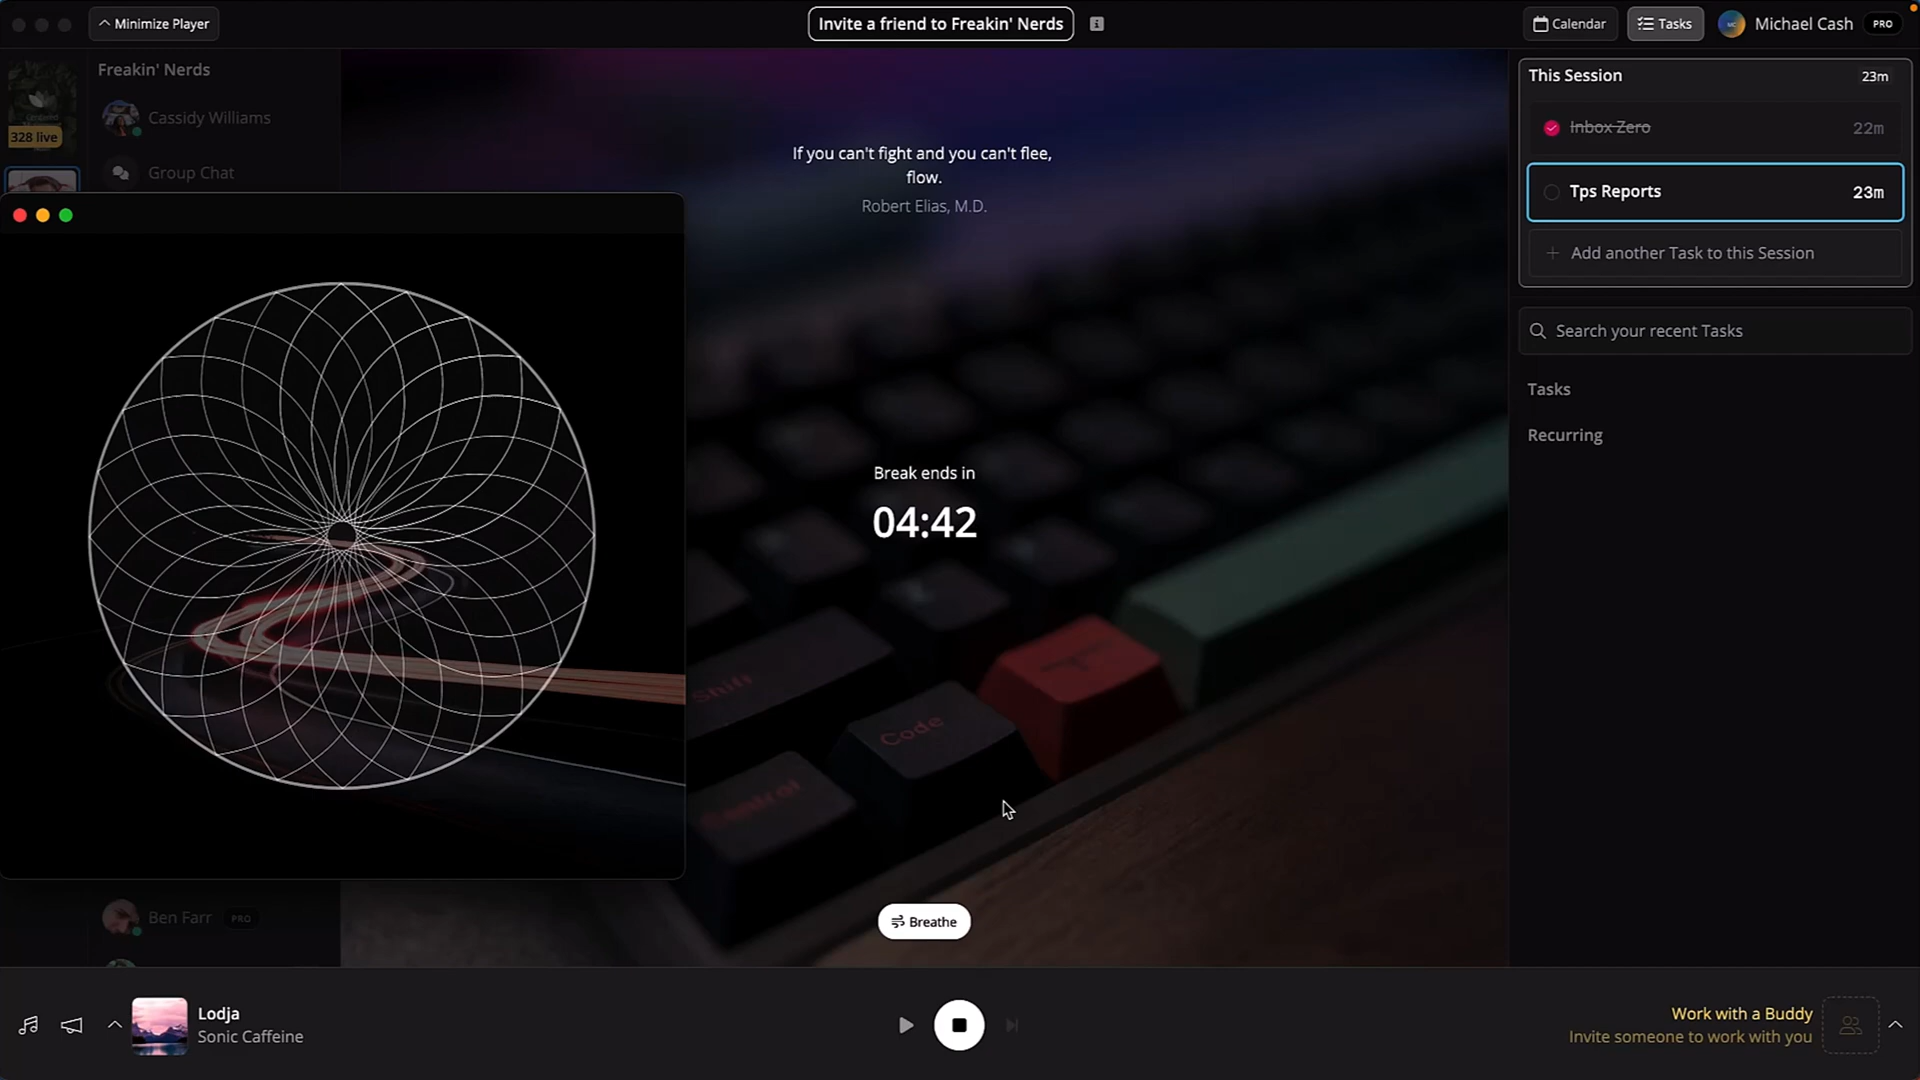 Minimize Player
Invite a friend to Freakin' Nerds
Calendar
Tasks
Michael Cash
PRO
328 live
Freakin' Nerds
Cassidy Williams
Group Chat
If you can't fight and you can't flee,
flow.
Robert Elias, M.D.
Break ends in
04:42
Shift
Code
Control
Breathe
Ben Farr
PRO
This Session
23m
Inbox Zero
22m
Tps Reports
23m
Add another Task to this Session
Search your recent Tasks
Tasks
Recurring
Lodja
Sonic Caffeine
Work with a Buddy
Invite someone to work with you